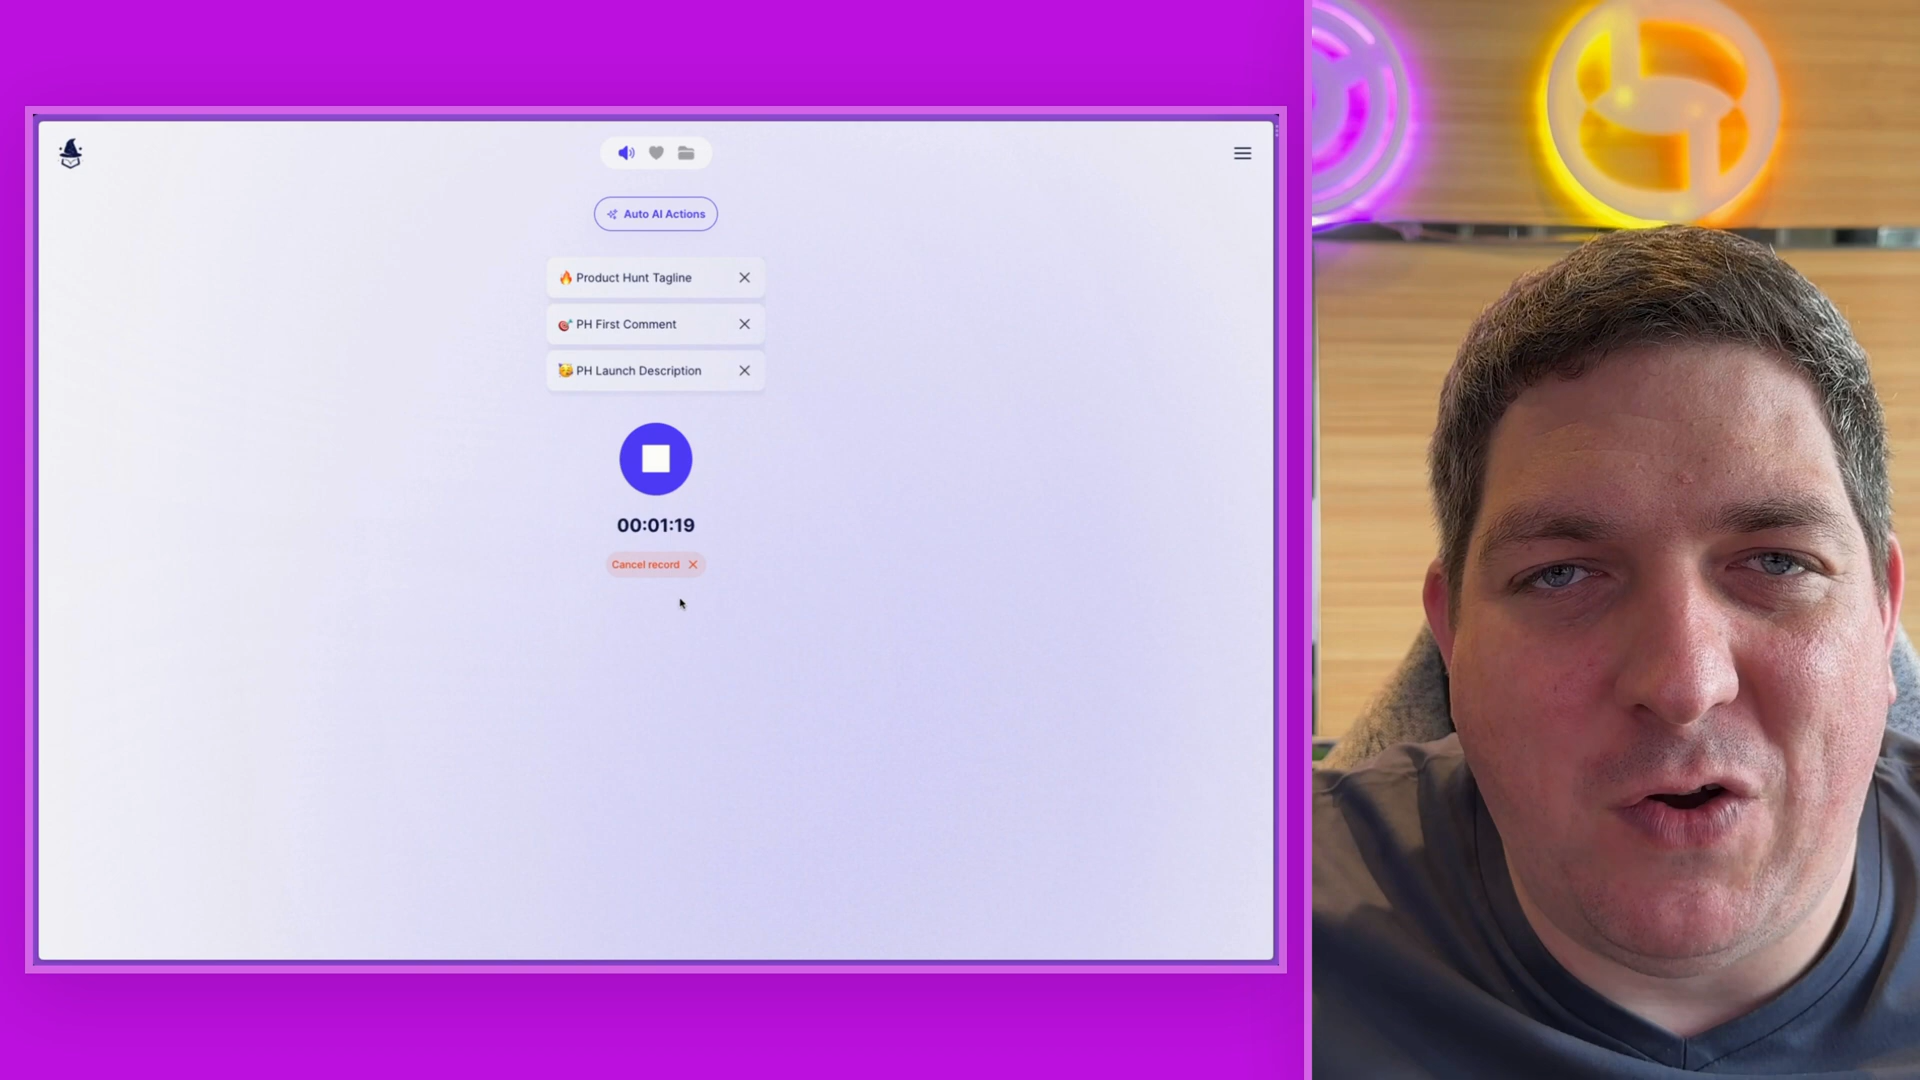 Auto AI Actions
Product Hunt Tagline
PH First Comment
PH Launch Description
00:01:19
Cancel record